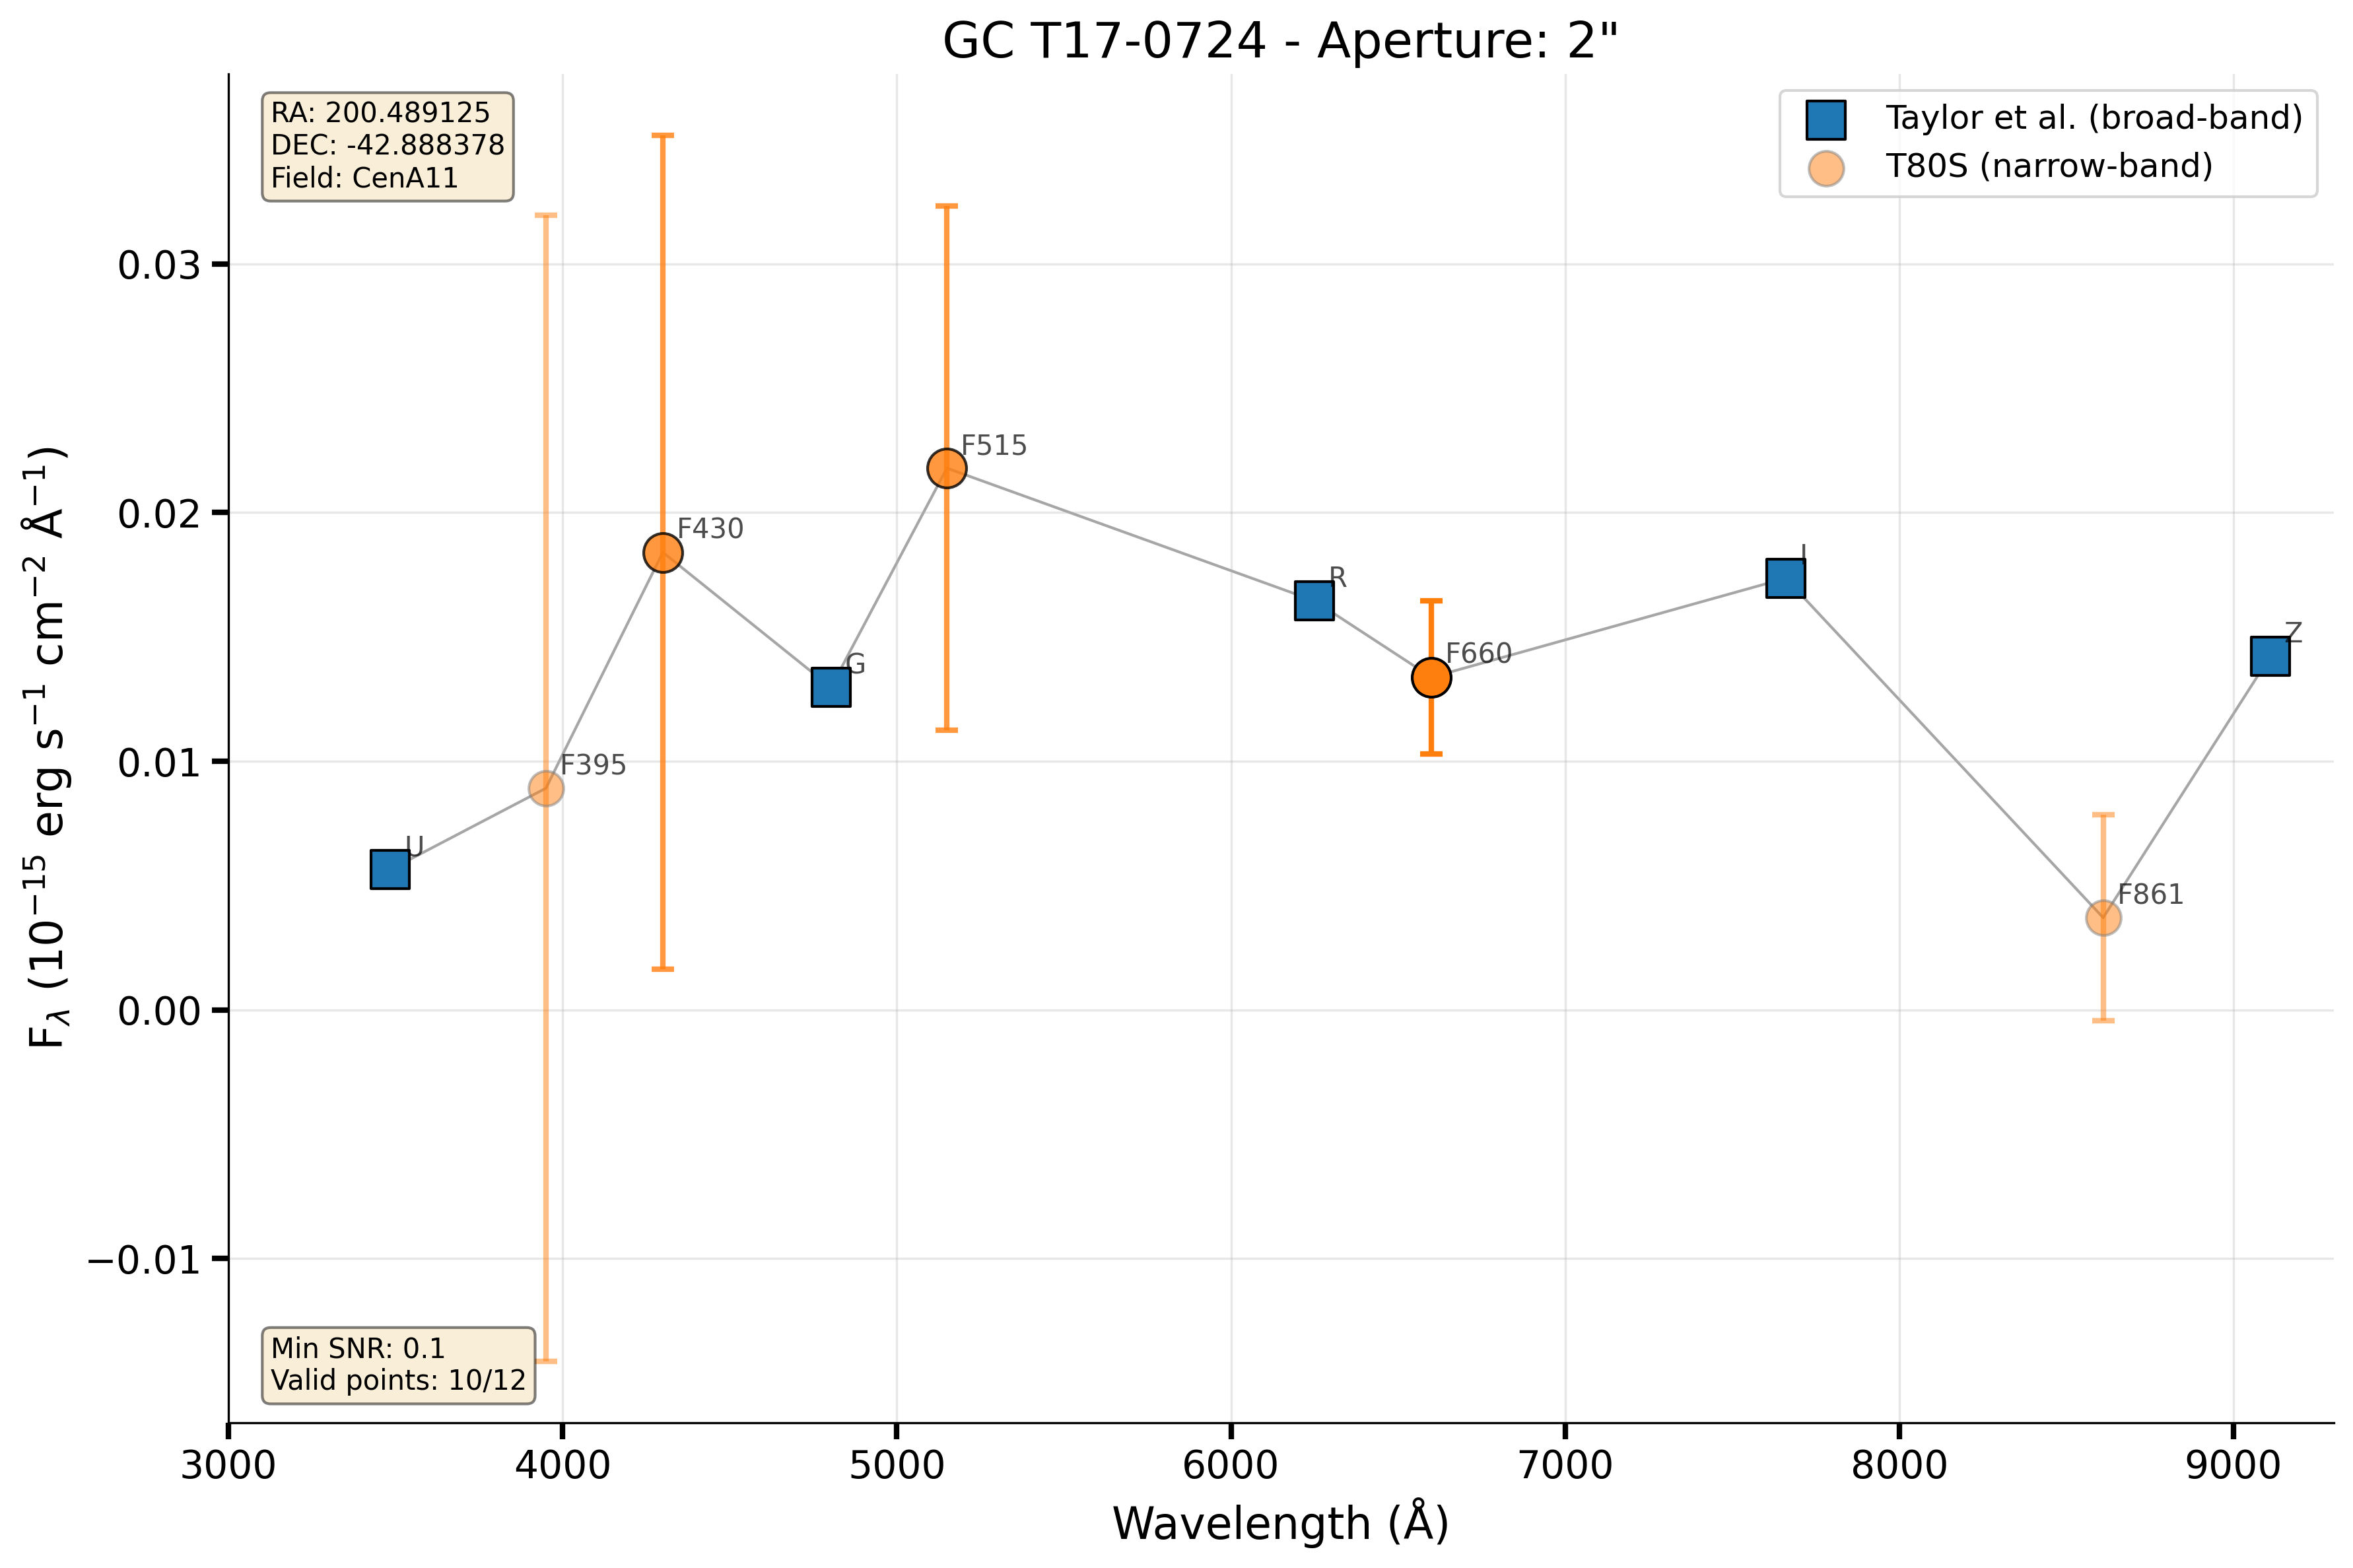 GC T17-0724 - Aperture: 2"
RA: 200.489125
DEC: -42.888378
Field: CenA11
Taylor et al. (broad-band)
T80S (narrow-band)
F515
F430
R
I
Z
G
F660
F395
U
F861
0.03
0.02
0.01
0.00
−0.01
F_λ (10⁻¹⁵ erg s⁻¹ cm⁻² Å⁻¹)
Min SNR: 0.1
Valid points: 10/12
3000 4000 5000 6000 7000 8000 9000
Wavelength (Å)